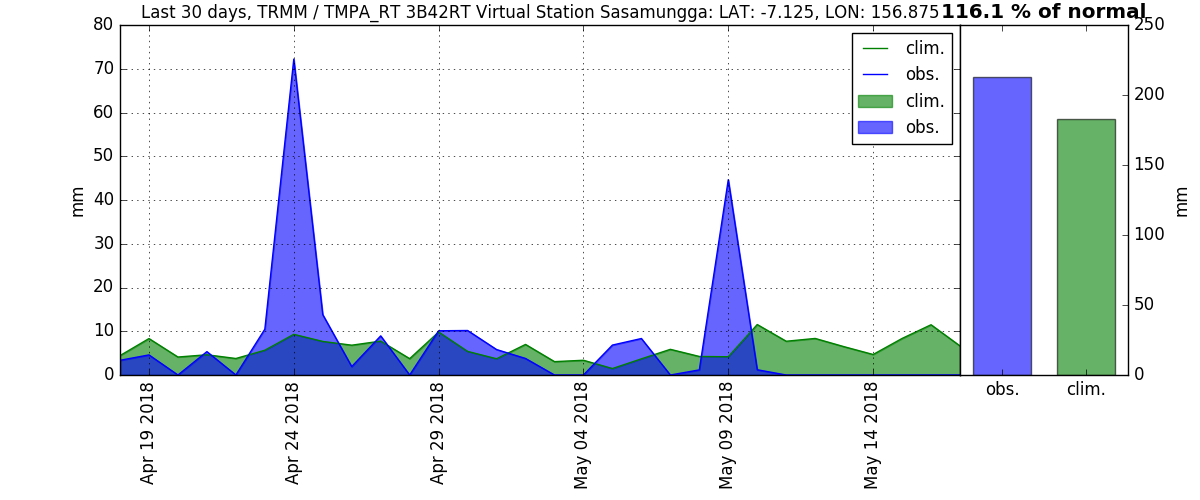 Last 30 days, TRMM / TMPA_RT 3B42RT Virtual Station Sasamungga: LAT: -7.125, LON: 156.875
116.1 % of normal
80
70
60
50
40
30
20
10
0
mm
clim.
obs.
clim.
obs.
Apr 19 2018
Apr 24 2018
Apr 29 2018
May 04 2018
May 09 2018
May 14 2018
250
200
150
100
50
0
mm
obs.
clim.